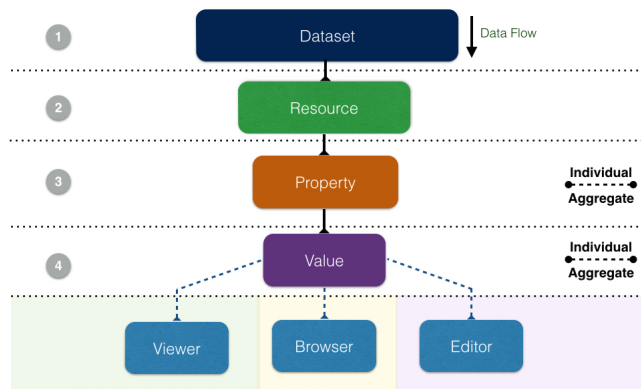 1
Dataset
Data Flow
2
Resource
3
Property
Individual
Aggregate
4
Value
Individual
Aggregate
Viewer
Browser
Editor